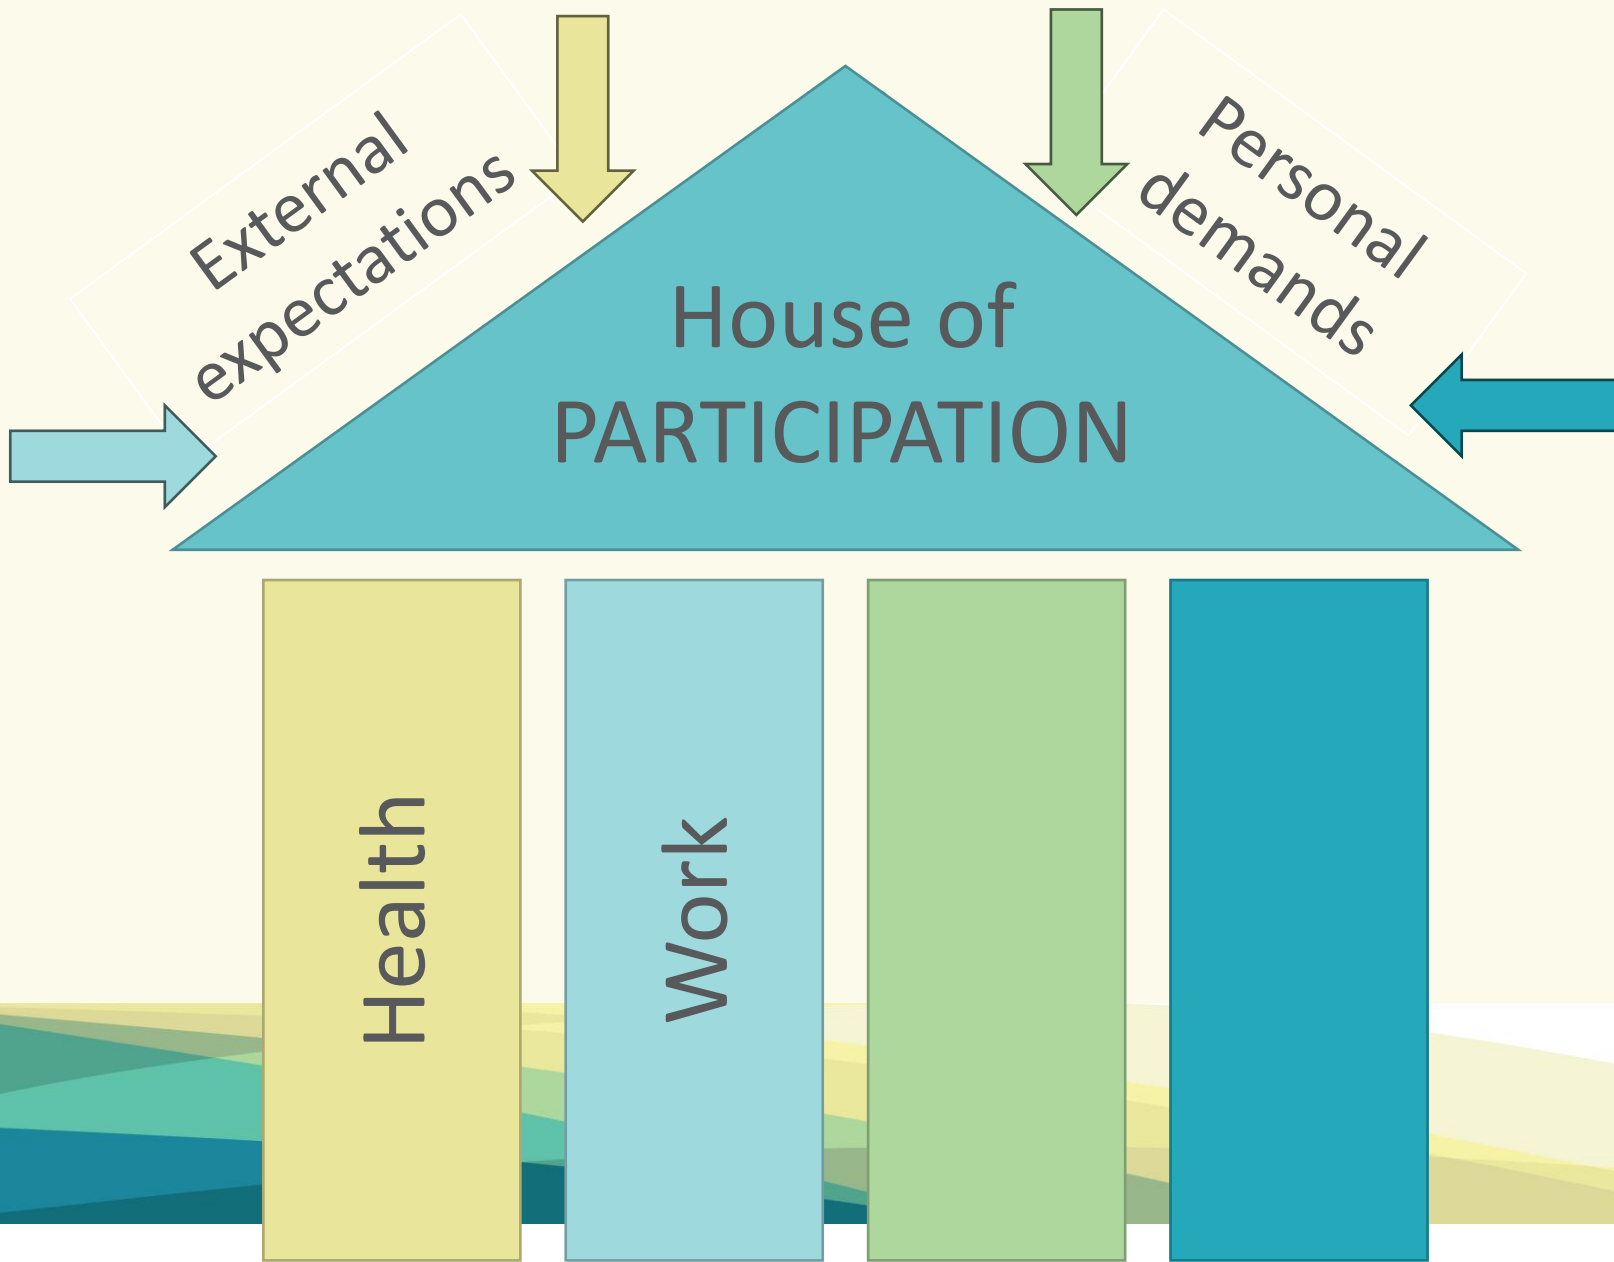 External
expectations
Personal
demands
House of
PARTICIPATION
Health
Work